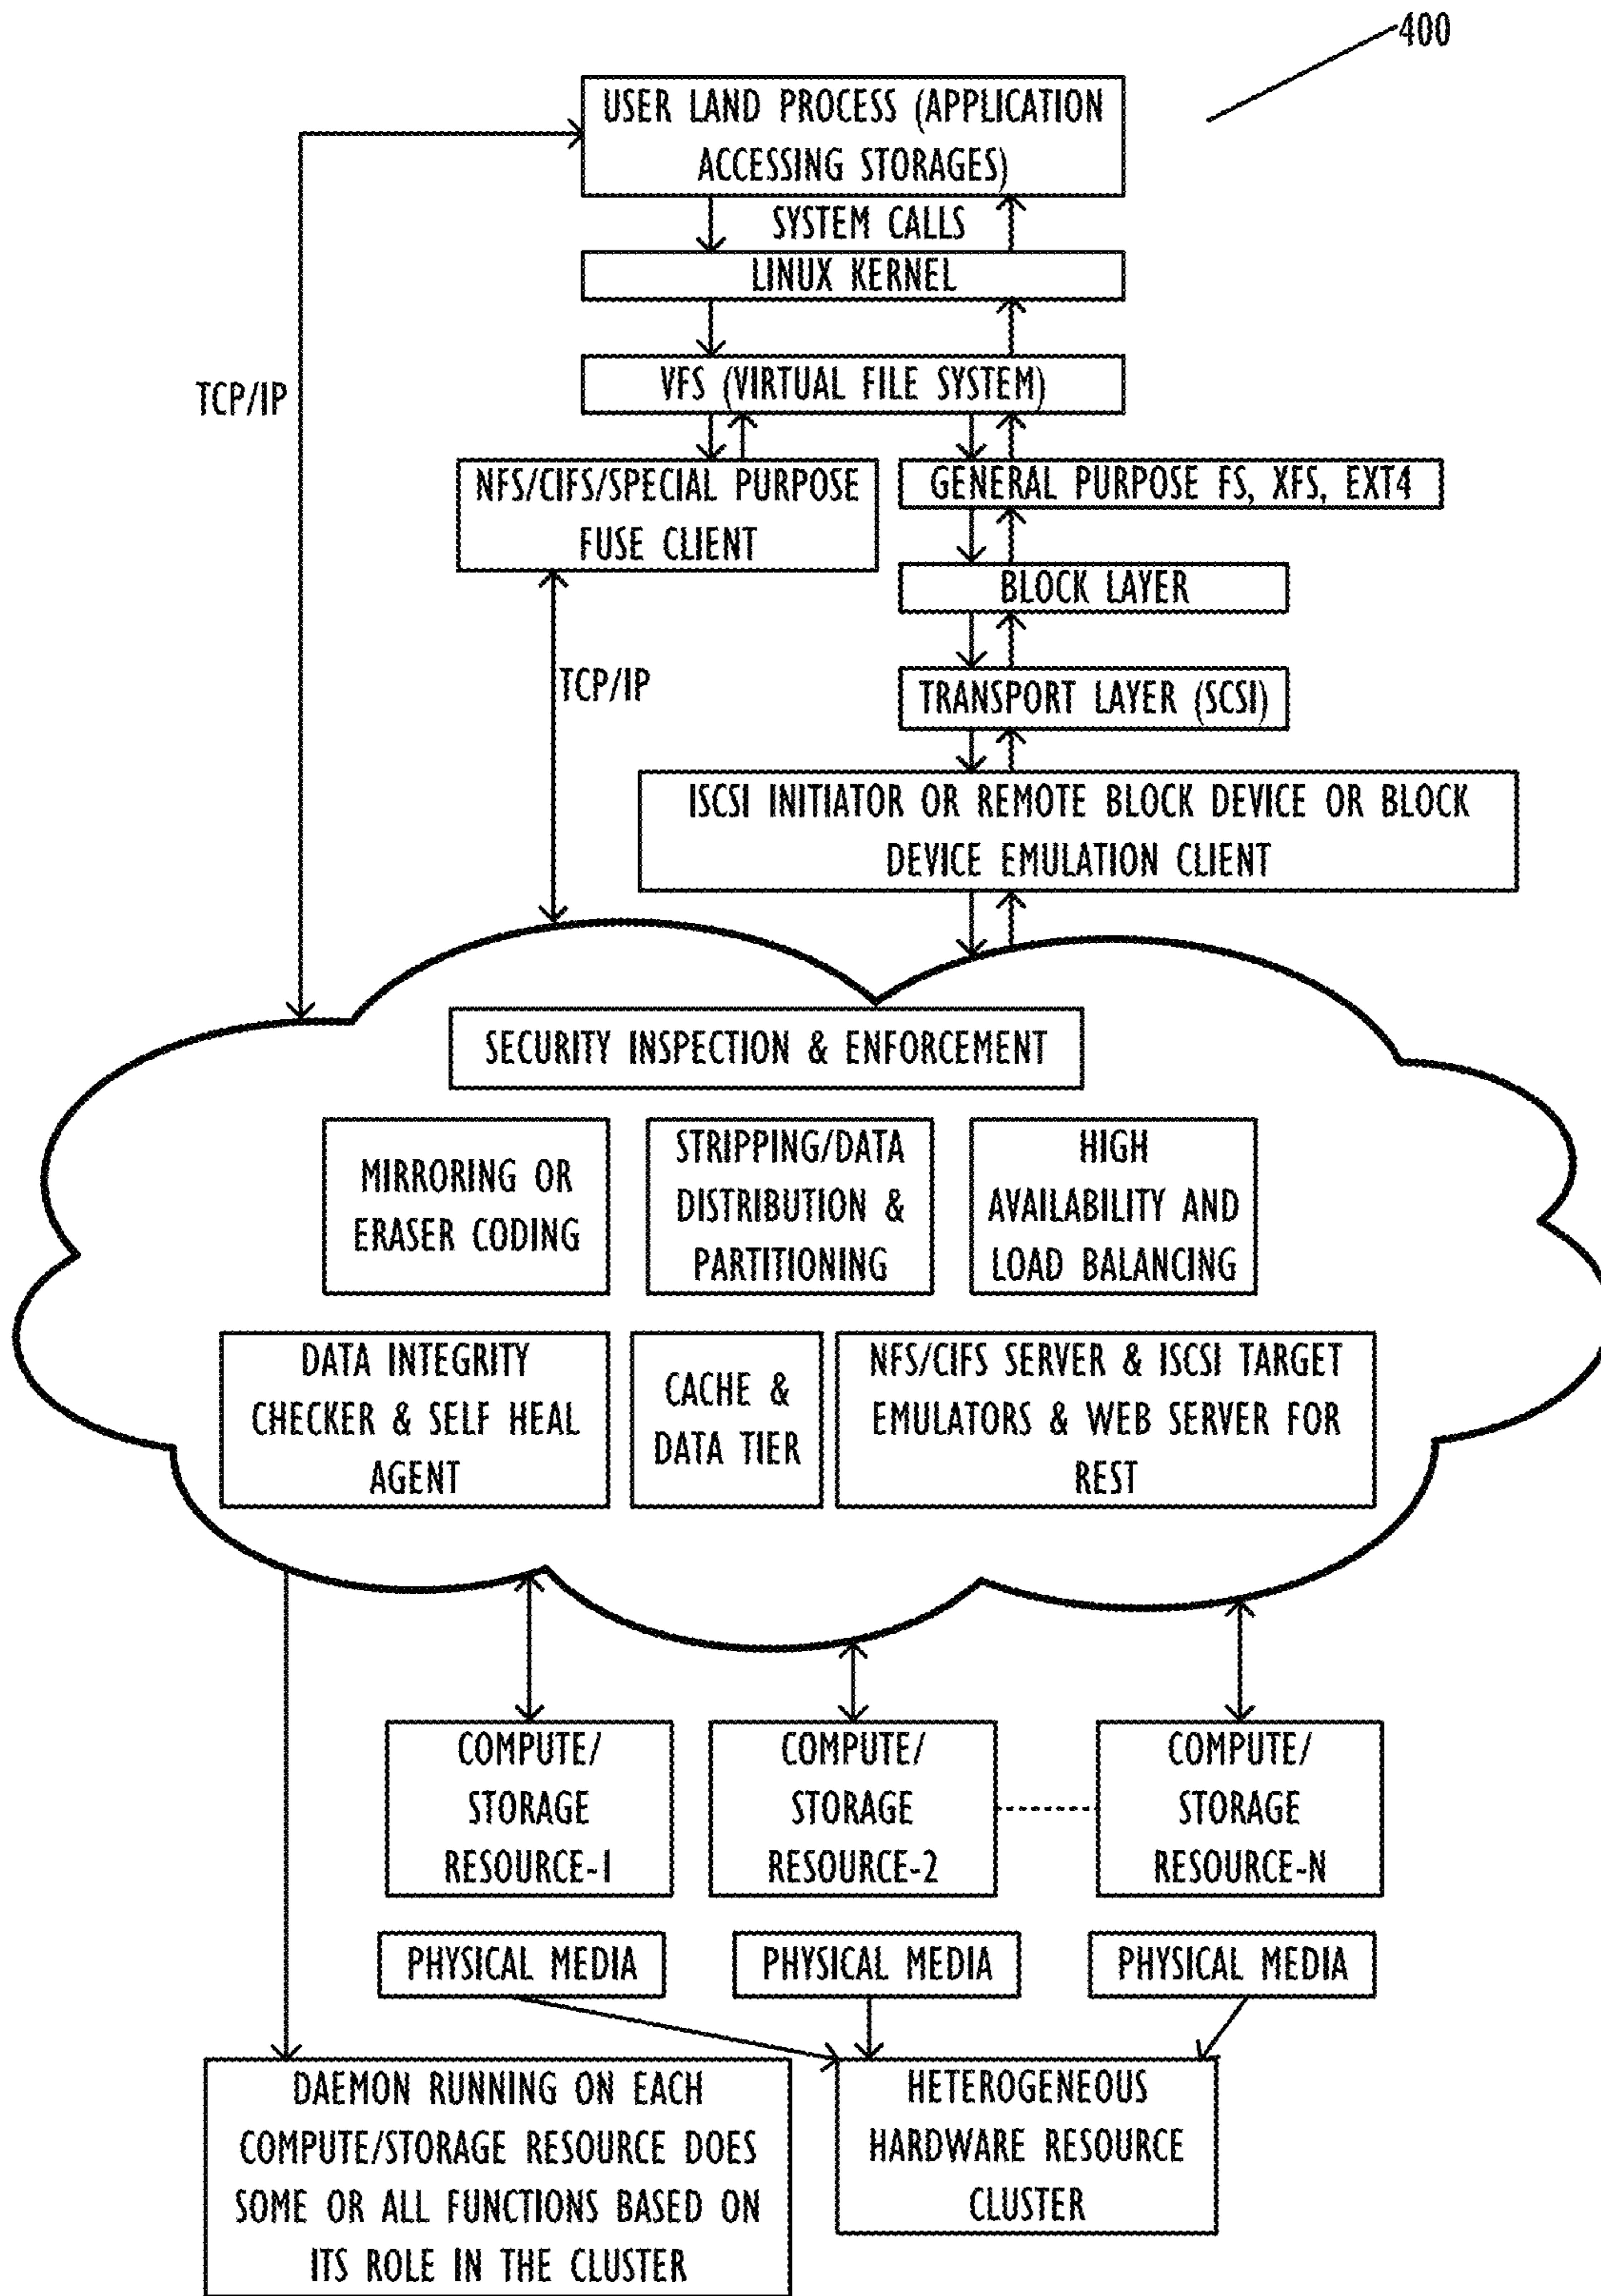 400
USER LAND PROCESS (APPLICATION
ACCESSING STORAGES)
SYSTEM CALLS
LINUX KERNEL
VFS (VIRTUAL FILE SYSTEM)
TCP/IP
NFS/CIFS/SPECIAL PURPOSE
FUSE CLIENT
GENERAL PURPOSE FS, XFS, EXT4
BLOCK LAYER
TCP/IP
TRANSPORT LAYER (SCSI)
ISCSI INITIATOR OR REMOTE BLOCK DEVICE OR BLOCK
DEVICE EMULATION CLIENT
SECURITY INSPECTION & ENFORCEMENT
MIRRORING OR
ERASER CODING
STRIPPING/DATA
DISTRIBUTION &
PARTITIONING
HIGH
AVAILABILITY AND
LOAD BALANCING
DATA INTEGRITY
CHECKER & SELF HEAL
AGENT
CACHE &
DATA TIER
NFS/CIFS SERVER & ISCSI TARGET
EMULATORS & WEB SERVER FOR
REST
COMPUTE/
STORAGE
RESOURCE-1
COMPUTE/
STORAGE
RESOURCE-2
COMPUTE/
STORAGE
RESOURCE-N
PHYSICAL MEDIA
PHYSICAL MEDIA
PHYSICAL MEDIA
DAEMON RUNNING ON EACH
COMPUTE/STORAGE RESOURCE DOES
SOME OR ALL FUNCTIONS BASED ON
ITS ROLE IN THE CLUSTER
HETEROGENEOUS
HARDWARE RESOURCE
CLUSTER